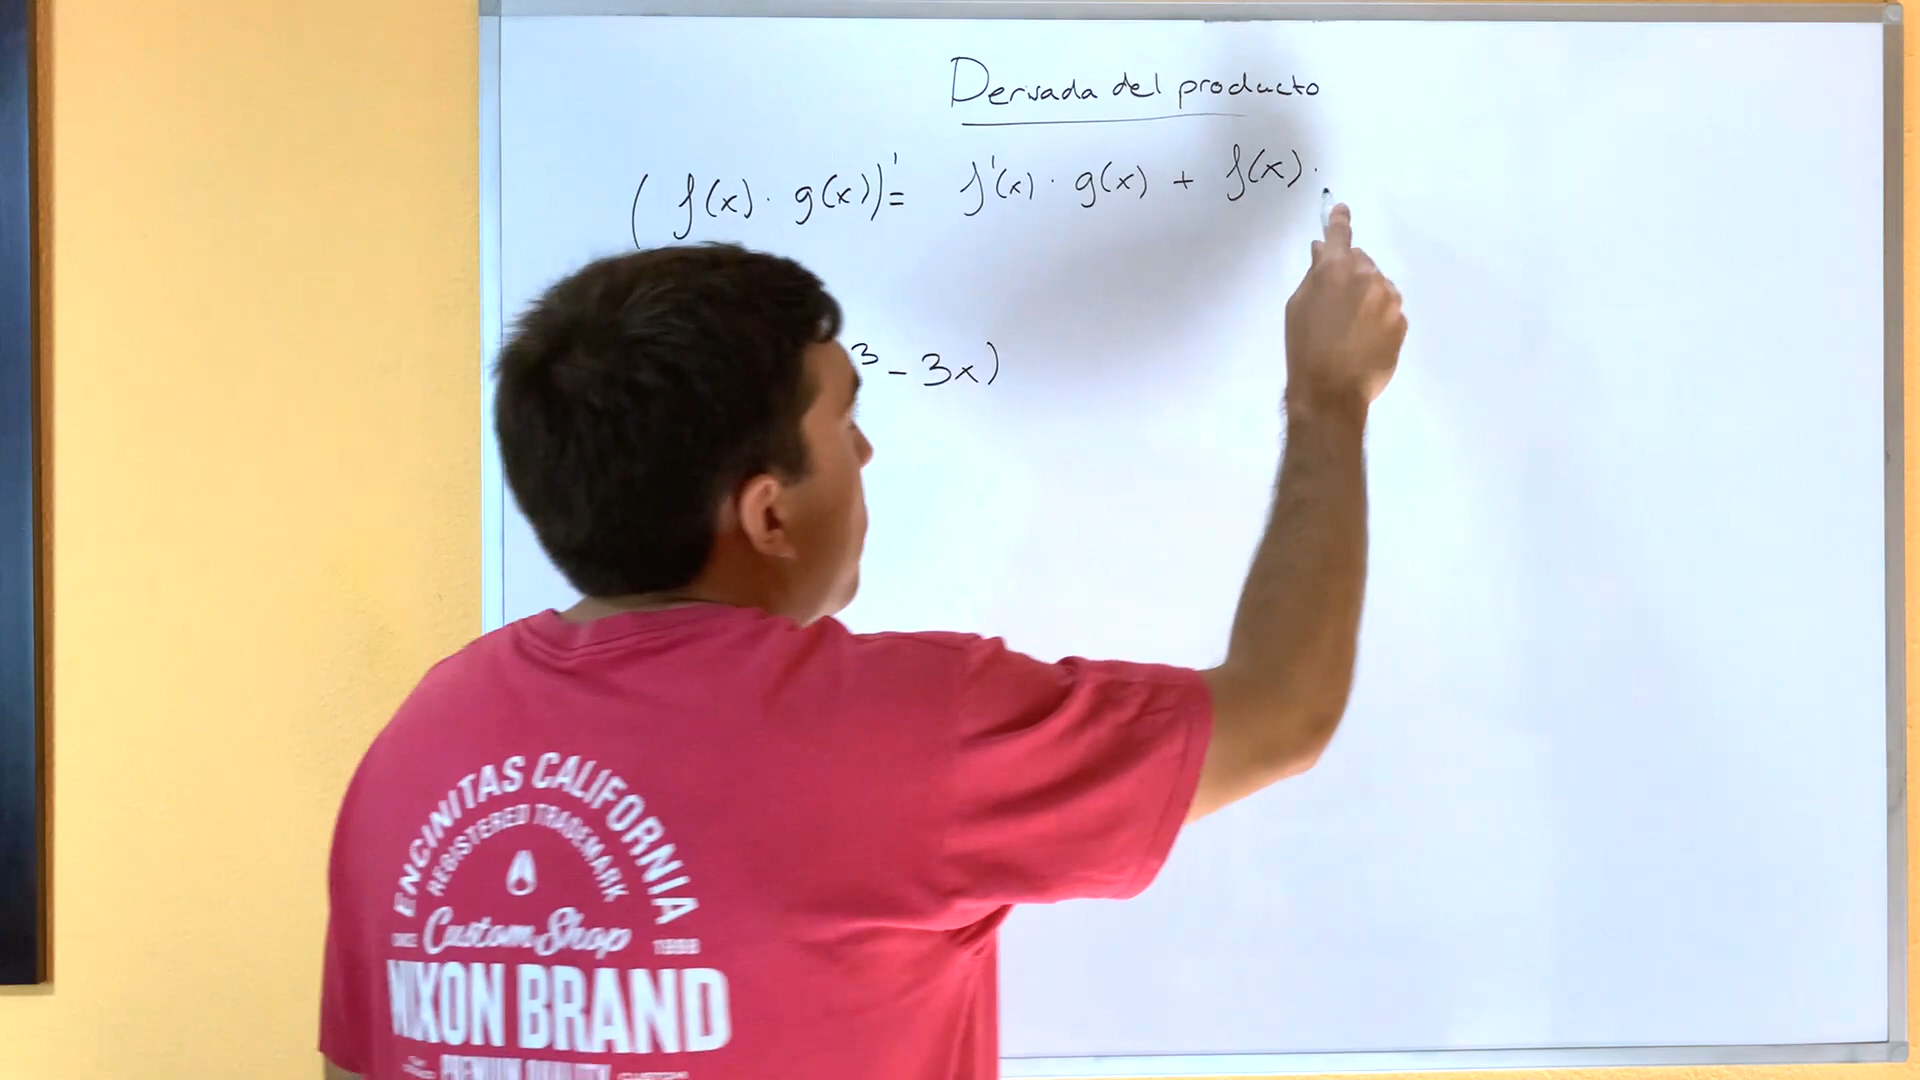 Derivada del producto
( f(x) · g(x))' = f'(x) · g(x) + f(x) ·
³ - 3x)
ENCINITAS CALIFORNIA
REGISTERED TRADEMARK
Custom Shop
NIXON BRAND